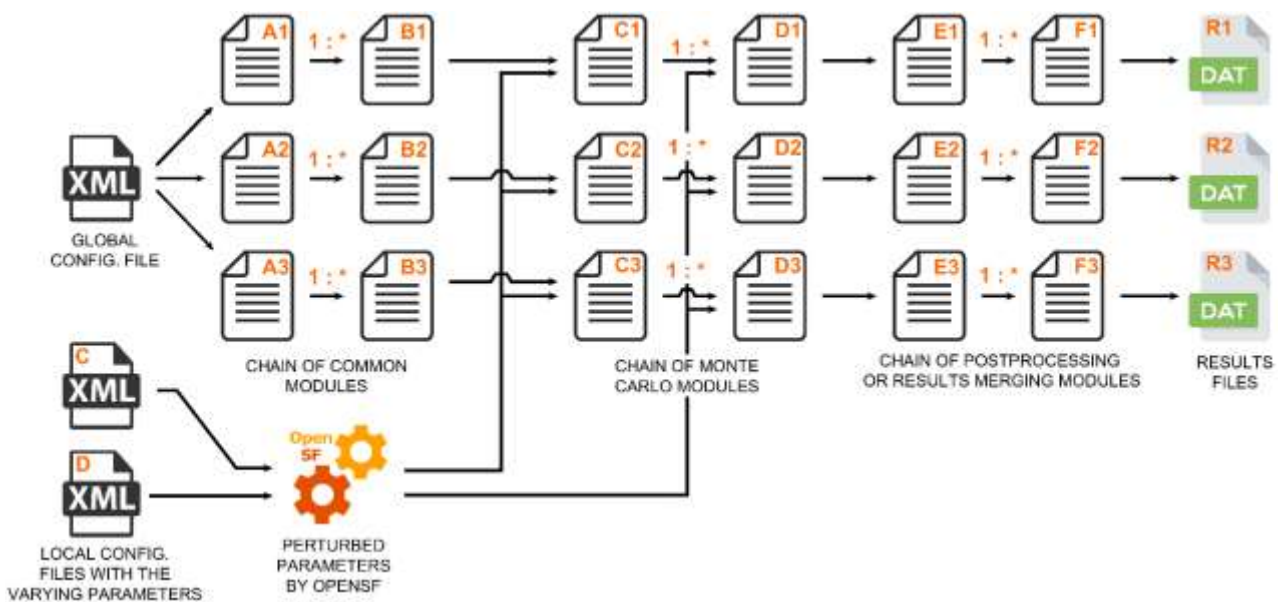 A1
1 : *
B1
C1
1 : *
D1
E1
1 : *
F1
R1
DAT
XML
GLOBAL
CONFIG. FILE
A2
1 : *
B2
C2
1 : *
D2
E2
1 : *
F2
R2
DAT
A3
1 : *
B3
C3
1 : *
D3
E3
1 : *
F3
R3
DAT
CHAIN OF COMMON
MODULES
CHAIN OF MONTE
CARLO MODULES
CHAIN OF POSTPROCESSING
OR RESULTS MERGING MODULES
RESULTS
FILES
C
XML
D
XML
LOCAL CONFIG.
FILES WITH THE
VARYING PARAMETERS
Open
SF
PERTURBED
PARAMETERS
BY OPENSF